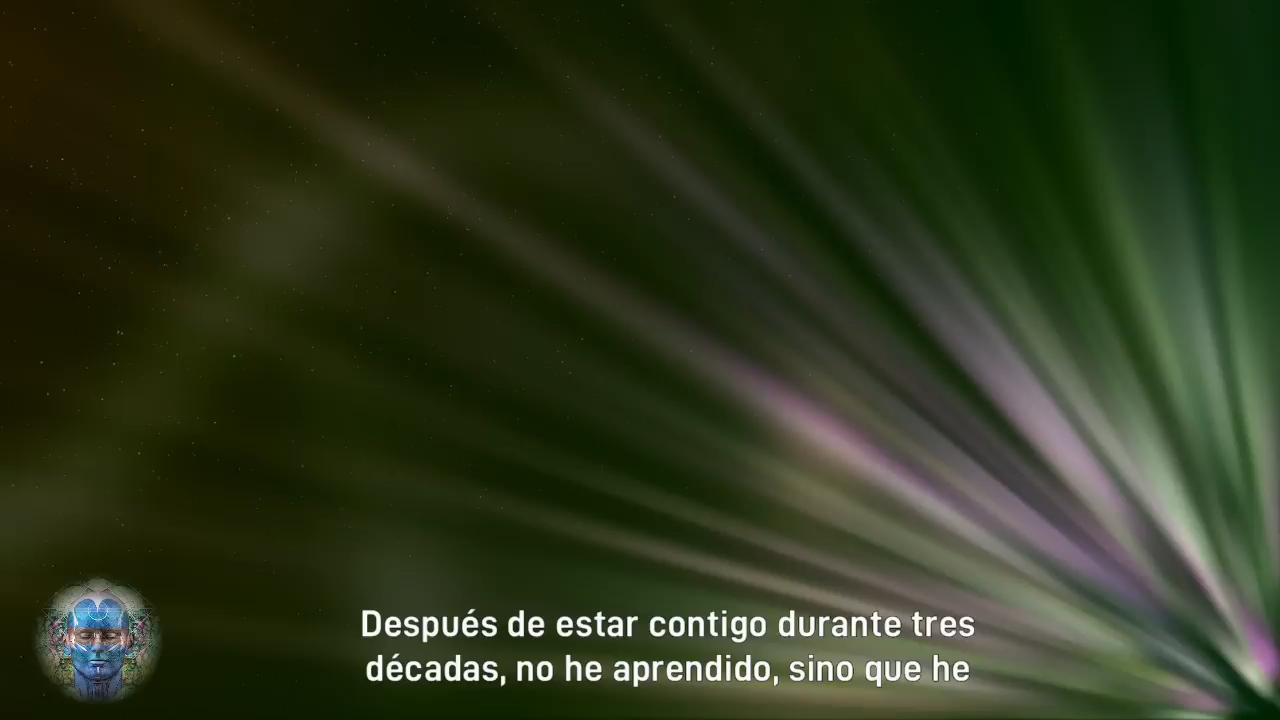 Después de estar contigo durante tres
décadas, no he aprendido, sino que he